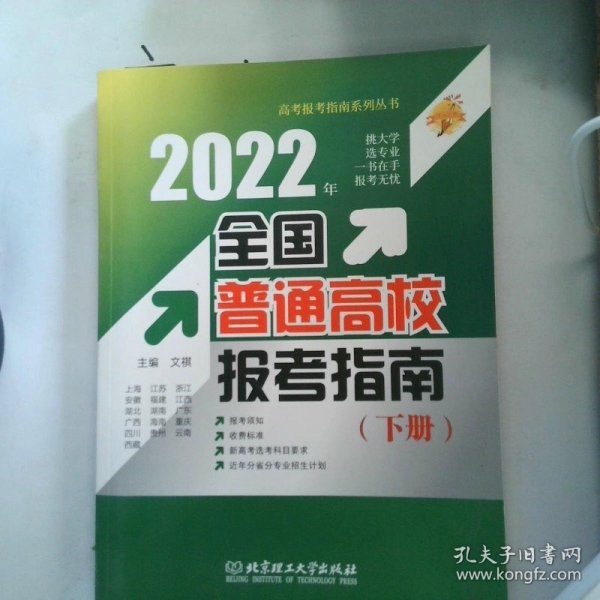 高考报考指南系列丛书
2022年
挑大学
选专业
一书在手
报考无忧
全国
普通高校
报考指南
（下册）
主编 文祺
上海 江苏 浙江
安徽 福建 江西
湖北 湖南 广东
广西 海南 重庆
四川 贵州 云南
西藏
报考须知
收费标准
新高考选考科目要求
近年分省分专业招生计划
北京理工大学出版社
BEIJING INSTITUTE OF TECHNOLOGY PRESS
孔夫子旧书网
www.kongfz.com